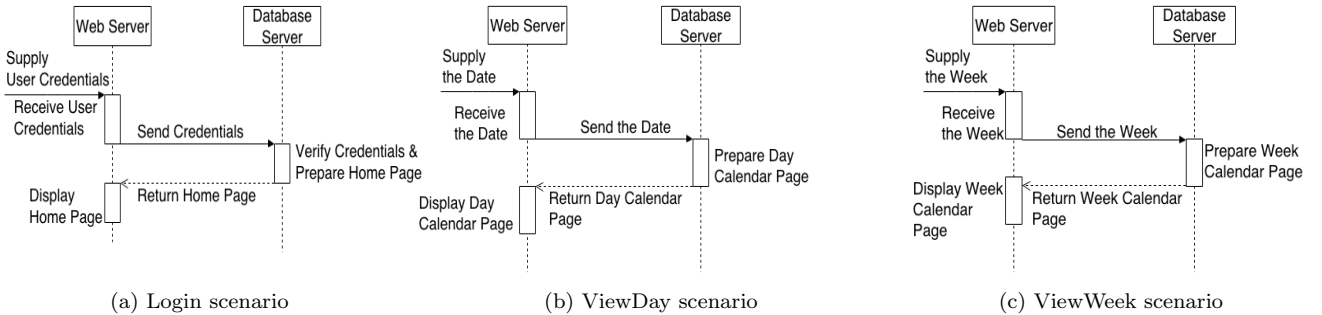 Web Server
Database
Server
Supply
User Credentials
Receive User
Credentials
Send Credentials
Verify Credentials &
Prepare Home Page
Display
Home Page
Return Home Page
(a) Login scenario
Web Server
Database
Server
Supply
the Date
Receive
the Date
Send the Date
Prepare Day
Calendar Page
Display Day
Calendar Page
Return Day Calendar
Page
(b) ViewDay scenario
Web Server
Database
Server
Supply
the Week
Receive
the Week
Send the Week
Prepare Week
Calendar Page
Display Week
Calendar
Page
Return Week Calendar
Page
(c) ViewWeek scenario